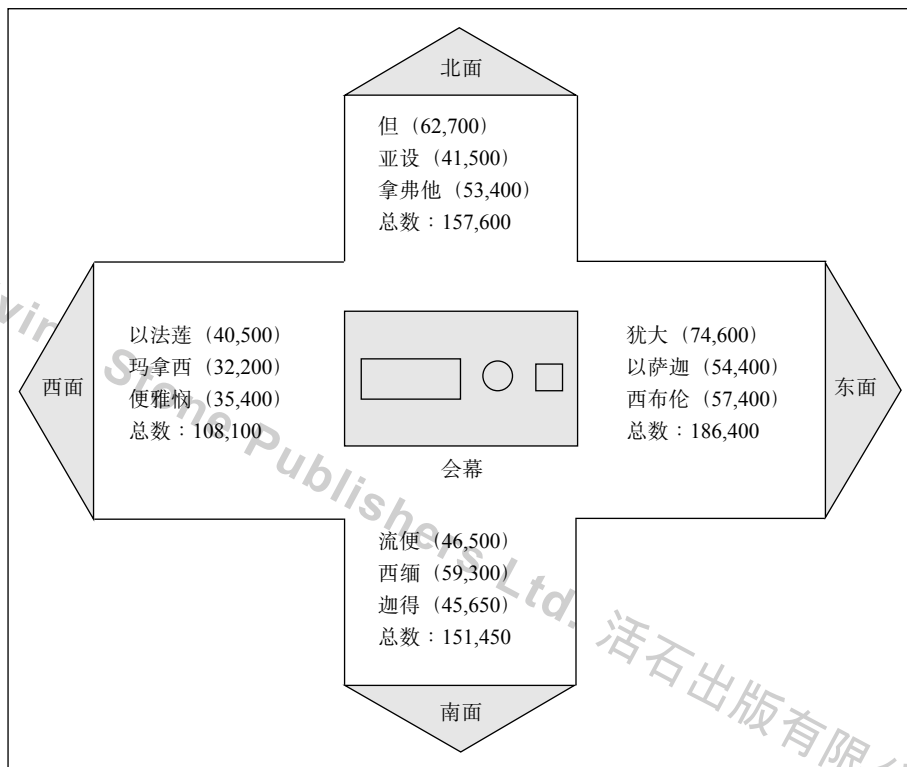 北面
但（62,700）
亚设（41,500）
拿弗他（53,400）
总数：157,600
西面
以法莲（40,500）
玛拿西（32,200）
便雅悯（35,400）
总数：108,100
会幕
犹大（74,600）
以萨迦（54,400）
西布伦（57,400）
总数：186,400
东面
流便（46,500）
西缅（59,300）
迦得（45,650）
总数：151,450
南面
Stone Publishers Ltd. 活石出版有限